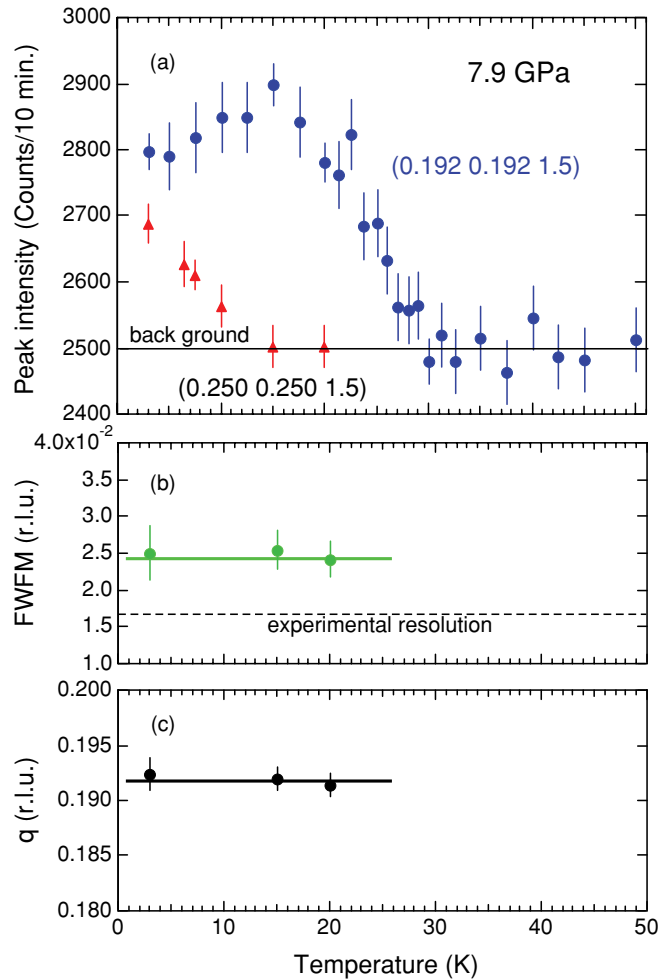 3000
(a)
7.9 GPa
2900
2800
(0.192 0.192 1.5)
2700
2600
back ground
2500
(0.250 0.250 1.5)
2400
Peak intensity (Counts/10 min.)
4.0x10-2
(b)
3.5
3.0
2.5
2.0
experimental resolution
1.5
1.0
FWFM (r.l.u.)
0.200
(c)
0.195
0.190
0.185
0.180
q (r.l.u.)
0 10 20 30 40 50
Temperature (K)